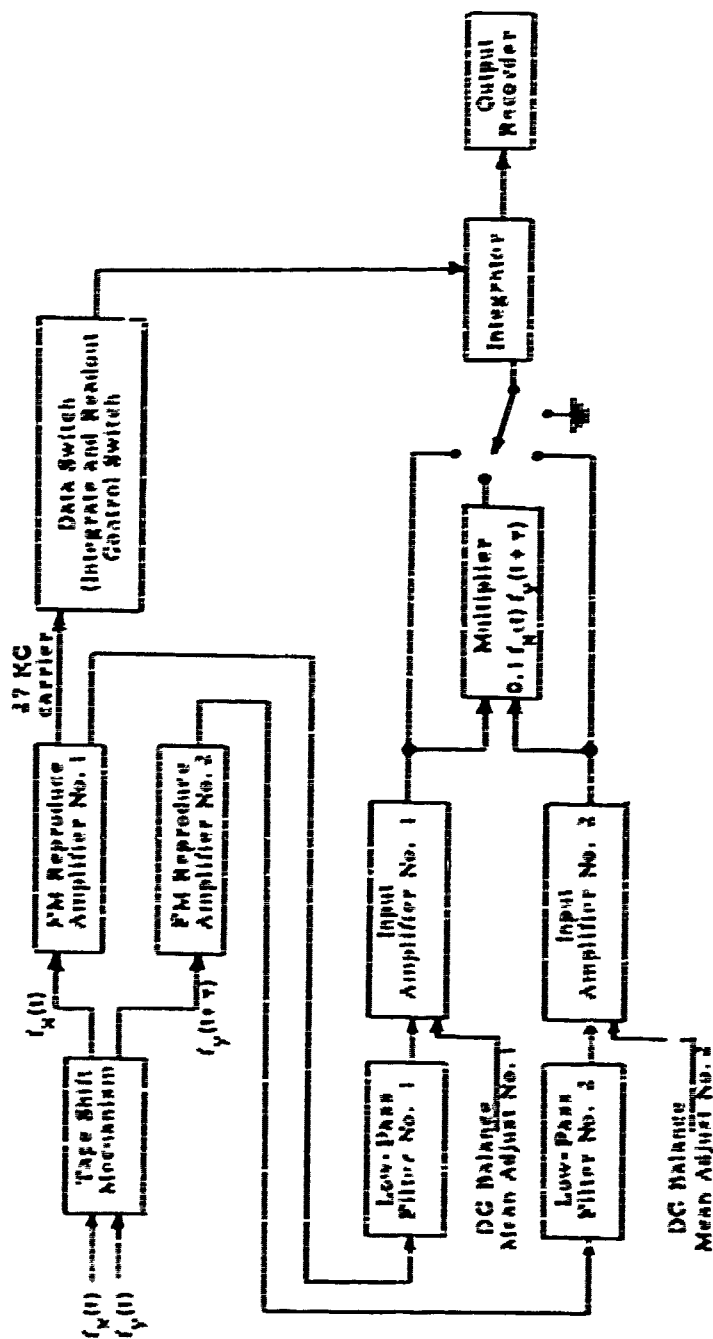 f_x(t)
f_y(t)
Tape Shift
Mechanism
f_x(t)
f_y(t + τ)
FM Reproduce
Amplifier No. 1
FM Reproduce
Amplifier No. 2
27 KC
carrier
Data Switch
(Integrate and Readout
Control Switch
Low-Pass
Filter No. 1
DC Balance
Mean Adjust No. 1
Input
Amplifier No. 1
Low-Pass
Filter No. 2
DC Balance
Mean Adjust No. 2
Input
Amplifier No. 2
Multiplier
0.1 f_x(t) f_y(t + τ)
Integrator
Output
Recorder